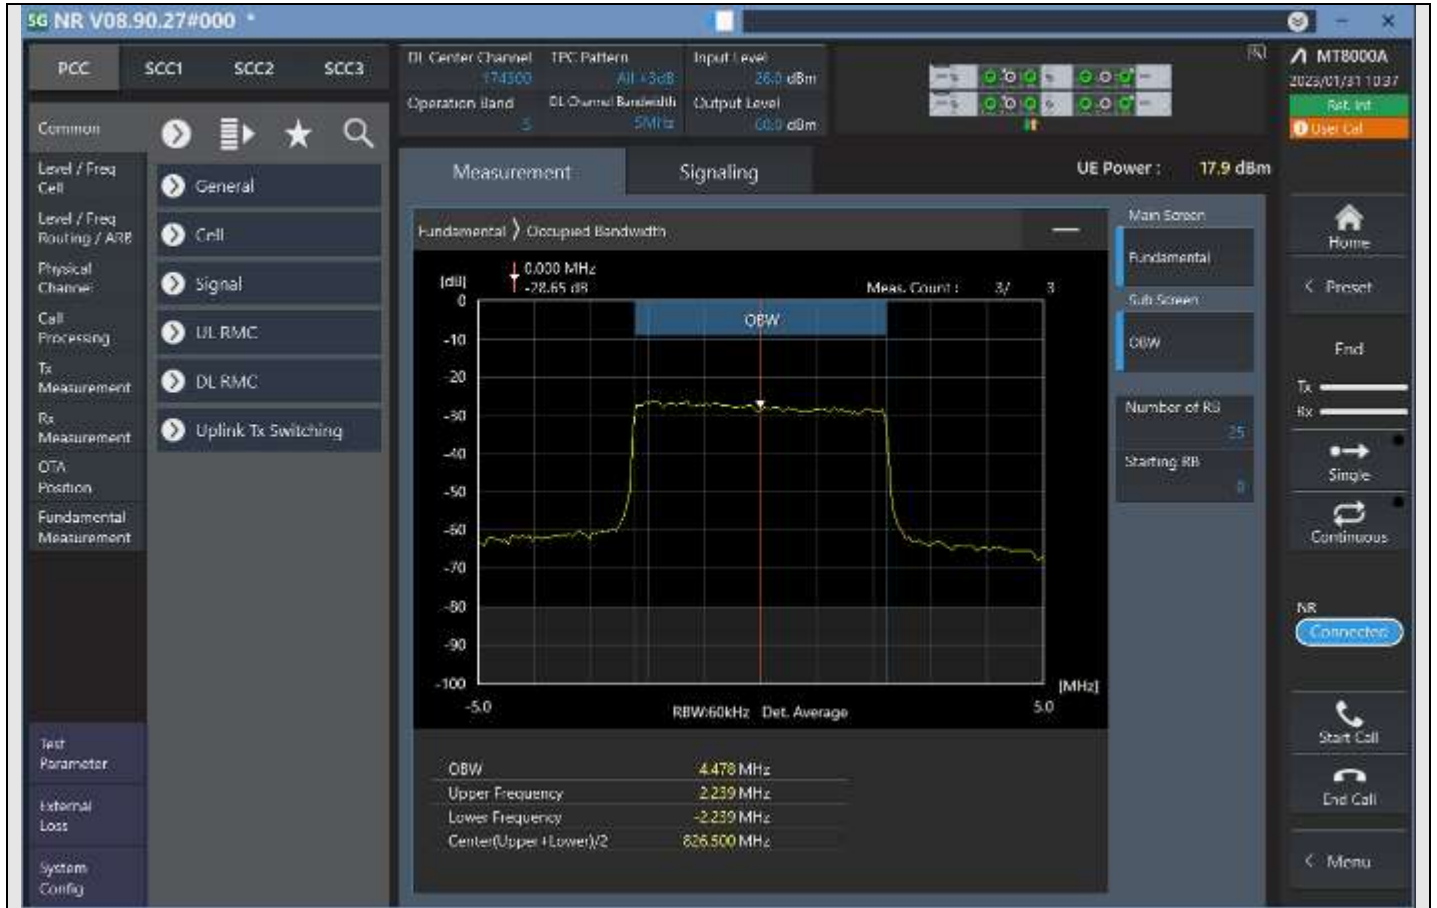 SG NR V08.90.27#000 *
PCC SCC1 SCC2 SCC3
DL Center Channel
174300
TPC Pattern
All +3dB
Input Level
26.0 dBm
Operation Band
5
DL Channel Bandwidth
5MHz
Output Level
-60.0 dBm
MT8000A
2023/01/31 10:37
Ref. Int
User Cal
Common
Level / Freq
Cell
Level / Freq
Routing / ARB
Physical
Channel
Call
Processing
Tx
Measurement
Rx
Measurement
OTA
Position
Fundamental
Measurement
Test
Parameter
External
Loss
System
Config
General
Cell
Signal
UL RMC
DL RMC
Uplink Tx Switching
Measurement Signaling
UE Power : 17.9 dBm
Fundamental > Occupied Bandwidth
[dB]
0.000 MHz
-28.65 dB
Meas. Count : 3/ 3
OBW
0
-10
-20
-30
-40
-50
-60
-70
-80
-90
-100
-5.0
RBW:60kHz Det. Average
5.0
[MHz]
OBW 4.478 MHz
Upper Frequency 2.239 MHz
Lower Frequency -2.239 MHz
Center(Upper+Lower)/2 826.500 MHz
Main Screen
Fundamental
Sub Screen
OBW
Number of RB
25
Starting RB
0
Home
< Preset
End
Tx
Rx
Single
Continuous
NR
Connected
Start Call
End Call
< Menu